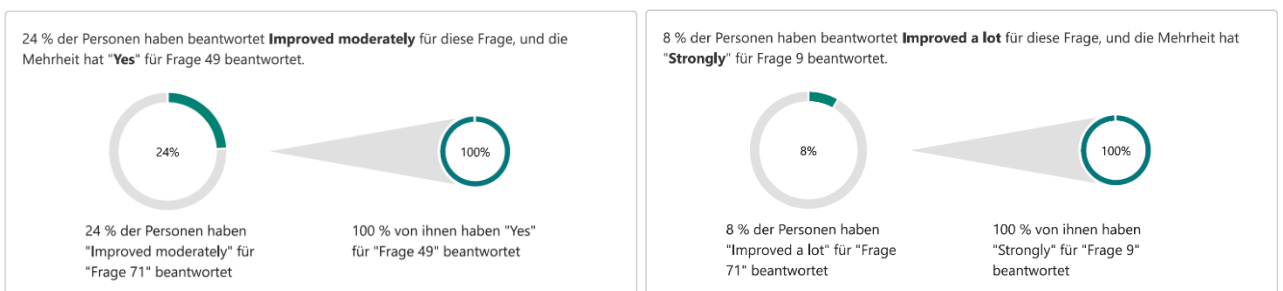 24 % der Personen haben beantwortet Improved moderately für diese Frage, und die
Mehrheit hat "Yes" für Frage 49 beantwortet.
24%
100%
24 % der Personen haben
"Improved moderately" für
"Frage 71" beantwortet
100 % von ihnen haben "Yes"
für "Frage 49" beantwortet
8 % der Personen haben beantwortet Improved a lot für diese Frage, und die Mehrheit hat
"Strongly" für Frage 9 beantwortet.
8%
100%
8 % der Personen haben
"Improved a lot" für "Frage
71" beantwortet
100 % von ihnen haben
"Strongly" für "Frage 9"
beantwortet